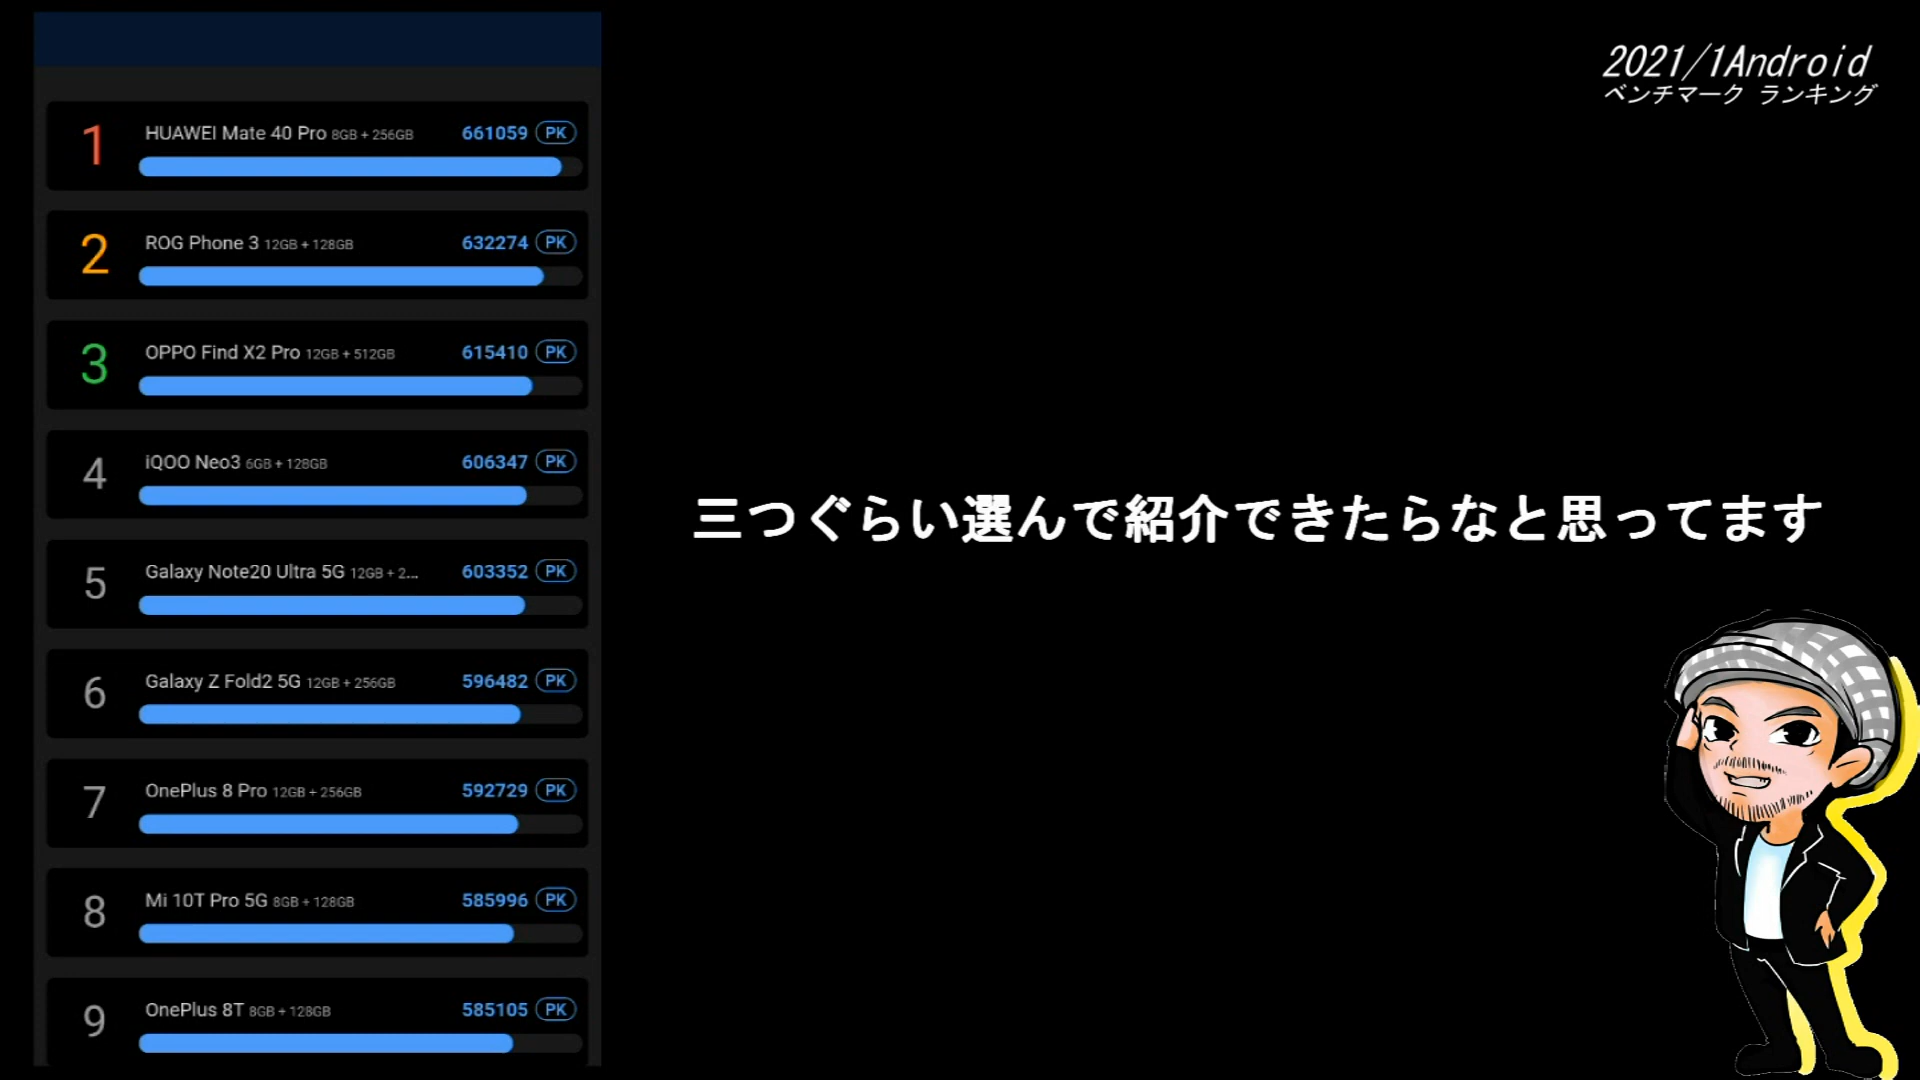 2021/1Android
ベンチマーク ランキング
1 HUAWEI Mate 40 Pro 8GB + 256GB 661059 PK
2 ROG Phone 3 12GB + 128GB 632274 PK
3 OPPO Find X2 Pro 12GB + 512GB 615410 PK
4 iQOO Neo3 6GB + 128GB 606347 PK
5 Galaxy Note20 Ultra 5G 12GB + 2... 603352 PK
6 Galaxy Z Fold2 5G 12GB + 256GB 596482 PK
7 OnePlus 8 Pro 12GB + 256GB 592729 PK
8 Mi 10T Pro 5G 8GB + 128GB 585996 PK
9 OnePlus 8T 8GB + 128GB 585105 PK
三つぐらい選んで紹介できたらなと思ってます